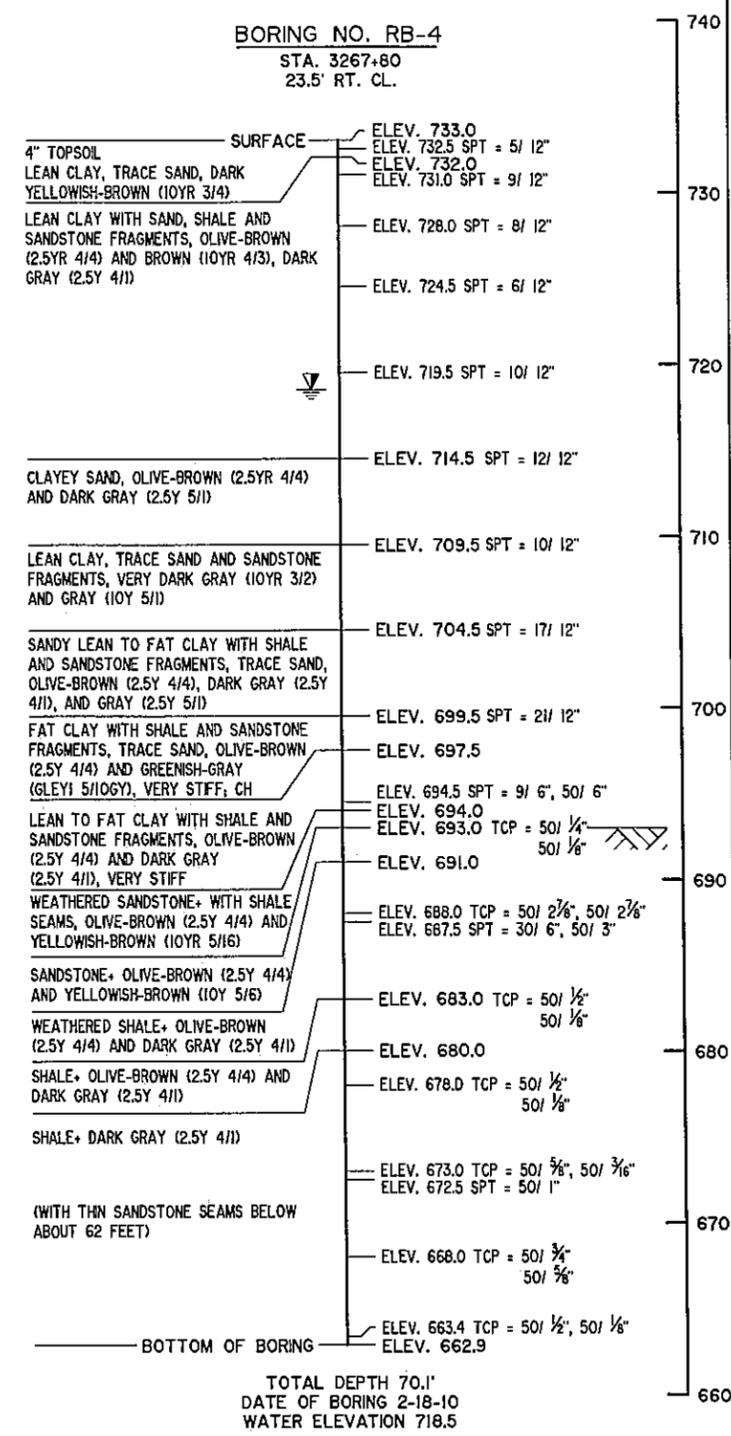 BORING NO. RB-4
STA. 3267+80
23.5' RT. CL.
740
SURFACE
ELEV. 733.0
ELEV. 732.5 SPT = 5/ 12"
ELEV. 732.0
ELEV. 731.0 SPT = 9/ 12"
4" TOPSOIL
LEAN CLAY, TRACE SAND, DARK
YELLOWISH-BROWN (10YR 3/4)
730
LEAN CLAY WITH SAND, SHALE AND
SANDSTONE FRAGMENTS, OLIVE-BROWN
(2.5YR 4/4) AND BROWN (10YR 4/3), DARK
GRAY (2.5Y 4/1)
ELEV. 728.0 SPT = 8/ 12"
ELEV. 724.5 SPT = 6/ 12"
720
ELEV. 719.5 SPT = 10/ 12"
ELEV. 714.5 SPT = 12/ 12"
CLAYEY SAND, OLIVE-BROWN (2.5YR 4/4)
AND DARK GRAY (2.5Y 5/1)
710
ELEV. 709.5 SPT = 10/ 12"
LEAN CLAY, TRACE SAND AND SANDSTONE
FRAGMENTS, VERY DARK GRAY (10YR 3/2)
AND GRAY (10Y 5/1)
ELEV. 704.5 SPT = 17/ 12"
SANDY LEAN TO FAT CLAY WITH SHALE
AND SANDSTONE FRAGMENTS, TRACE SAND,
OLIVE-BROWN (2.5Y 4/4), DARK GRAY (2.5Y
4/1), AND GRAY (2.5Y 5/1)
700
ELEV. 699.5 SPT = 21/ 12"
FAT CLAY WITH SHALE AND SANDSTONE
FRAGMENTS, TRACE SAND, OLIVE-BROWN
(2.5Y 4/4) AND GREENISH-GRAY
(GLEY1 5/10GY), VERY STIFF; CH
ELEV. 697.5
ELEV. 694.5 SPT = 9/ 6", 50/ 6"
ELEV. 694.0
ELEV. 693.0 TCP = 50/ 1/4"
50/ 1/8"
LEAN TO FAT CLAY WITH SHALE AND
SANDSTONE FRAGMENTS, OLIVE-BROWN
(2.5Y 4/4) AND DARK GRAY
(2.5Y 4/1), VERY STIFF
ELEV. 691.0
690
WEATHERED SANDSTONE+ WITH SHALE
SEAMS, OLIVE-BROWN (2.5Y 4/4) AND
YELLOWISH-BROWN (10YR 5/16)
ELEV. 688.0 TCP = 50/ 2 7/8", 50/ 2 7/8"
ELEV. 687.5 SPT = 30/ 6", 50/ 3"
SANDSTONE+ OLIVE-BROWN (2.5Y 4/4)
AND YELLOWISH-BROWN (10Y 5/6)
ELEV. 683.0 TCP = 50/ 1/2"
50/ 1/8"
WEATHERED SHALE+ OLIVE-BROWN
(2.5Y 4/4) AND DARK GRAY (2.5Y 4/1)
ELEV. 680.0
680
SHALE+ OLIVE-BROWN (2.5Y 4/4) AND
DARK GRAY (2.5Y 4/1)
ELEV. 678.0 TCP = 50/ 1/2"
50/ 1/8"
SHALE+ DARK GRAY (2.5Y 4/1)
ELEV. 673.0 TCP = 50/ 5/8", 50/ 3/16"
ELEV. 672.5 SPT = 50/ 1"
(WITH THIN SANDSTONE SEAMS BELOW
ABOUT 62 FEET)
670
ELEV. 668.0 TCP = 50/ 3/4"
50/ 5/8"
ELEV. 663.4 TCP = 50/ 1/2", 50/ 1/8"
BOTTOM OF BORING
ELEV. 662.9
660
TOTAL DEPTH 70.1'
DATE OF BORING 2-18-10
WATER ELEVATION 718.5